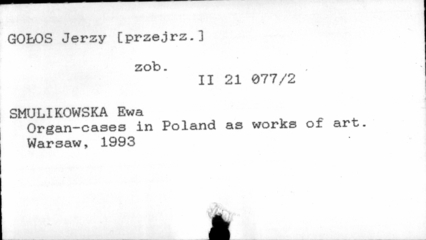 GOŁOS Jerzy [przejrz.]
zob.
II 21 077/2
SMULIKOWSKA Ewa
Organ-cases in Poland as works of art.
Warsaw, 1993